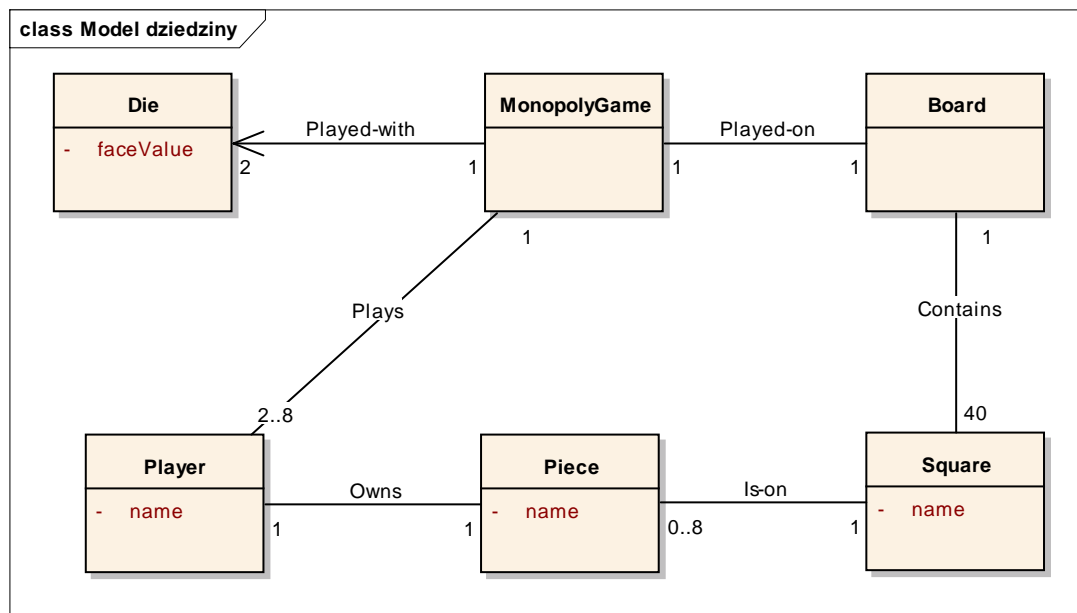 class Model dziedziny
Die
- faceValue
MonopolyGame
Board
Played-with
2
1
Played-on
1
1
1
Plays
2..8
1
Contains
40
Player
- name
Owns
1
1
Piece
- name
Is-on
0..8
1
Square
- name